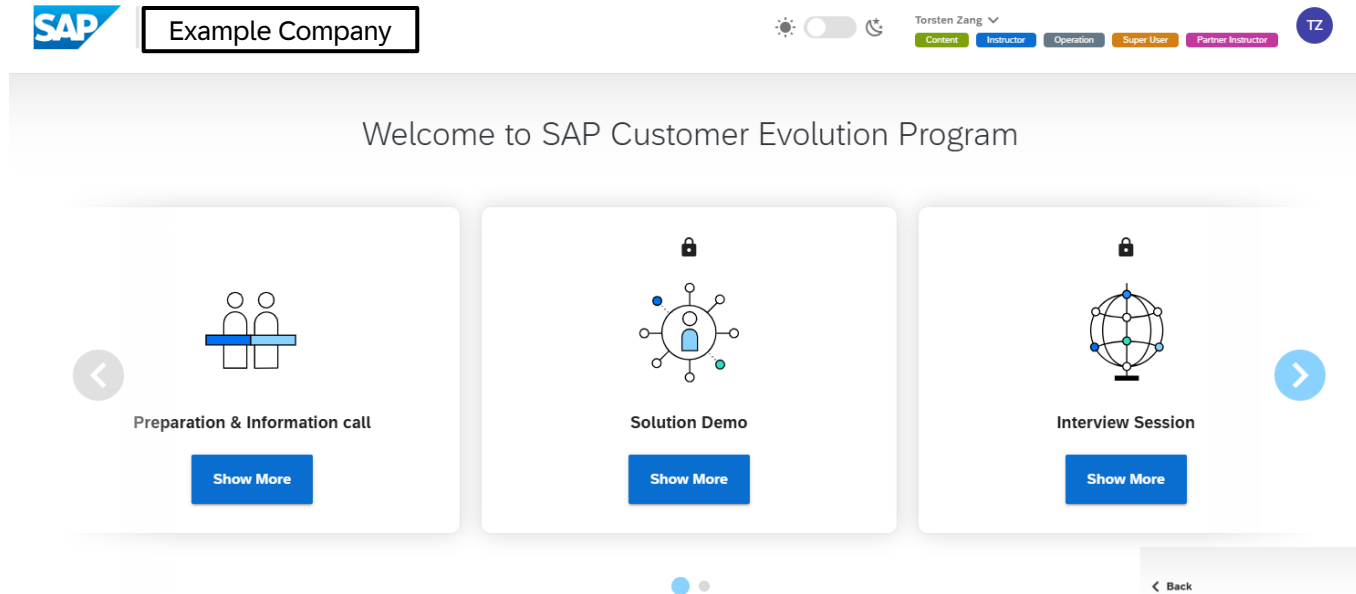 SAP
Example Company
Torsten Zang
Content Instructor Operation Super User Partner Instructor
TZ
Welcome to SAP Customer Evolution Program
Preparation & Information call
Show More
Solution Demo
Show More
Interview Session
Show More
Back